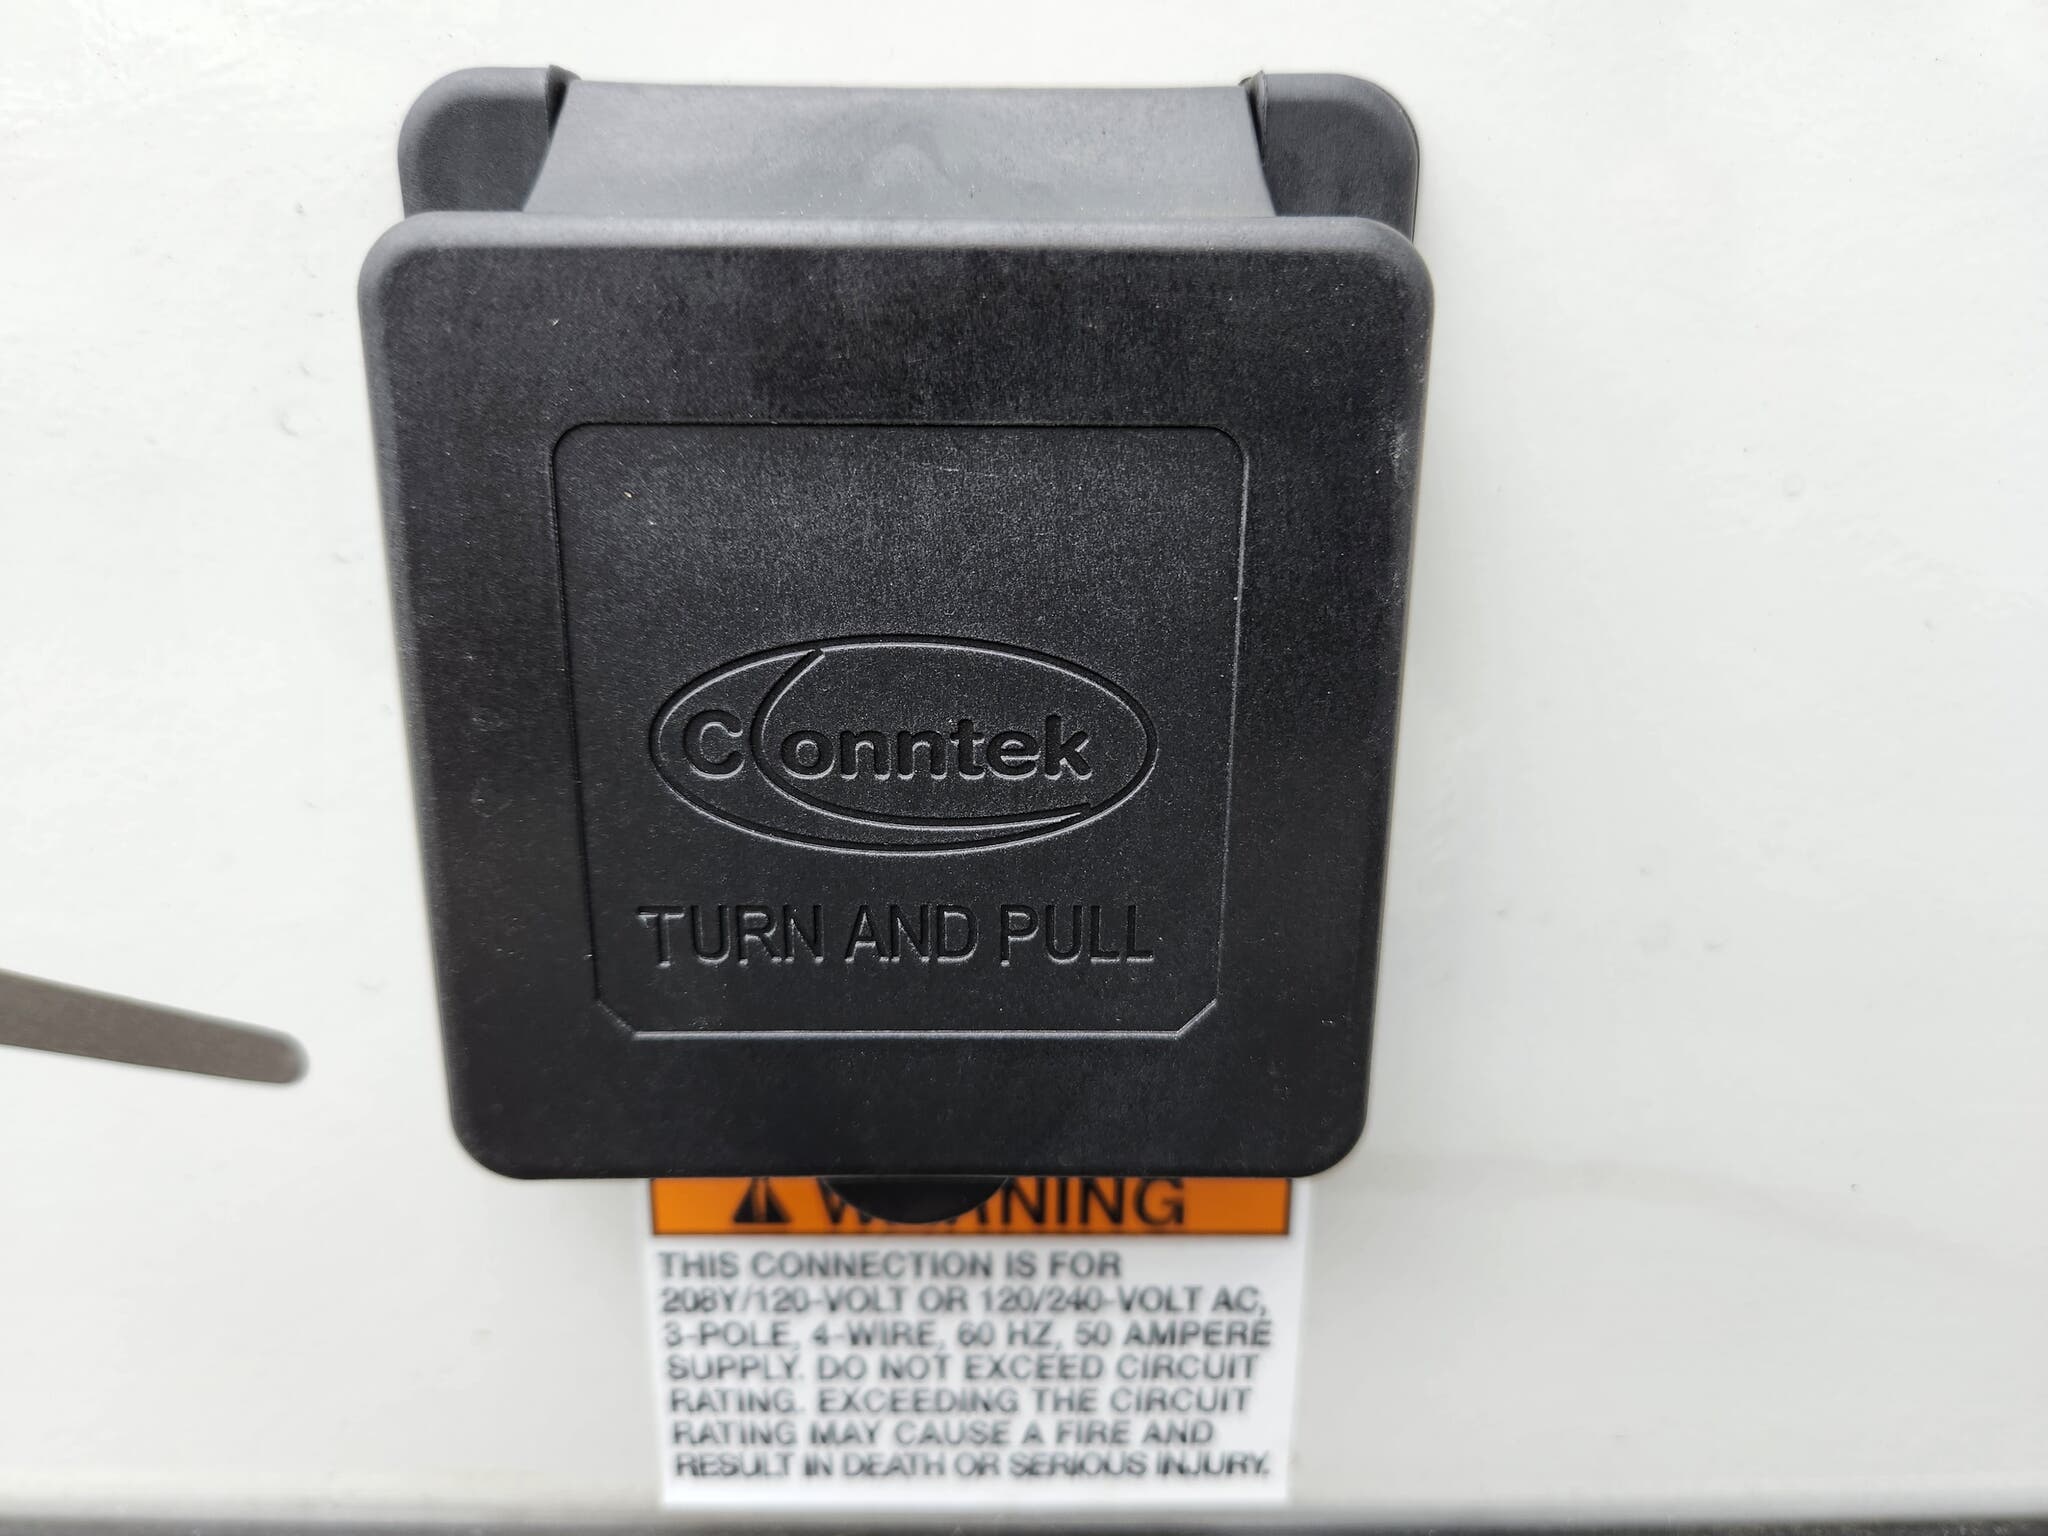 Conntek
TURN AND PULL
WARNING
THIS CONNECTION IS FOR
208Y/120-VOLT OR 120/240-VOLT AC,
3-POLE, 4-WIRE, 60 HZ, 50 AMPERE
SUPPLY. DO NOT EXCEED CIRCUIT
RATING. EXCEEDING THE CIRCUIT
RATING MAY CAUSE A FIRE AND
RESULT IN DEATH OR SERIOUS INJURY.